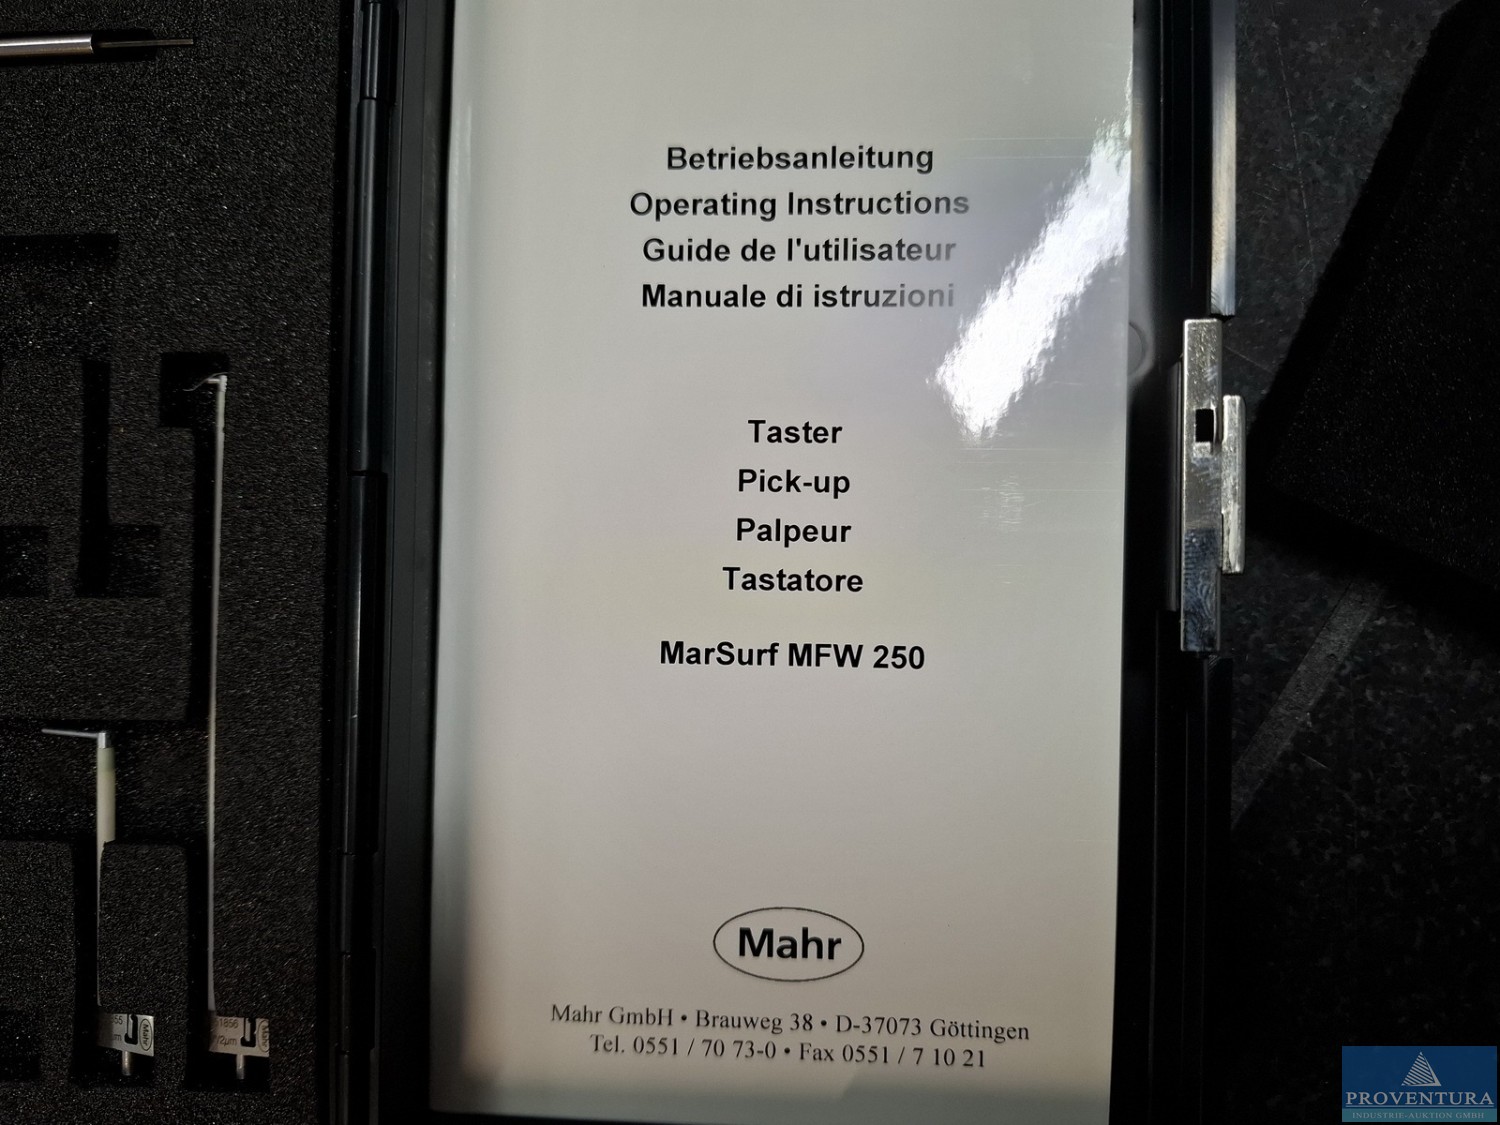 Betriebsanleitung
Operating Instructions
Guide de l'utilisateur
Manuale di istruzioni
Taster
Pick-up
Palpeur
Tastatore
MarSurf MFW 250
Mahr
Mahr GmbH • Brauweg 38 • D-37073 Göttingen
Tel. 0551 / 70 73-0 • Fax 0551 / 7 10 21
Mahr
Mahr
PROVENTURA
INDUSTRIE-AUKTION GMBH